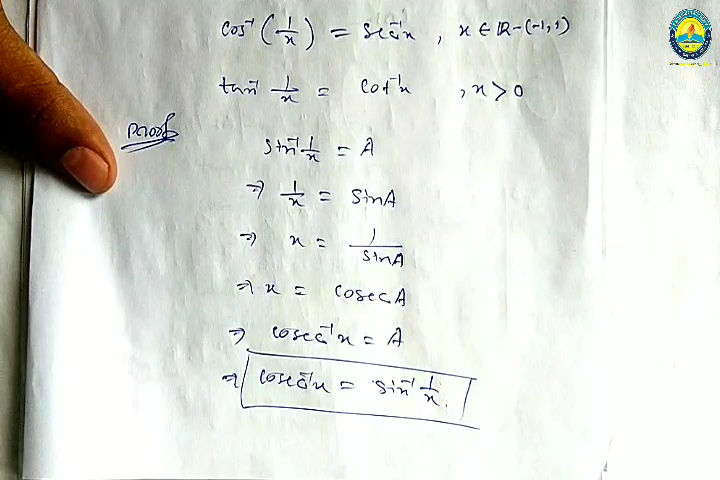 cos⁻¹(1/x) = sec⁻¹x , x ∈ R-(-1,1)
tan⁻¹ 1/x = cot⁻¹x , x > 0
Proof
sin⁻¹ 1/x = A
⇒ 1/x = sinA
⇒ x = 1/sinA
⇒ x = cosecA
⇒ cosec⁻¹x = A
⇒ cosec⁻¹x = sin⁻¹ 1/x.